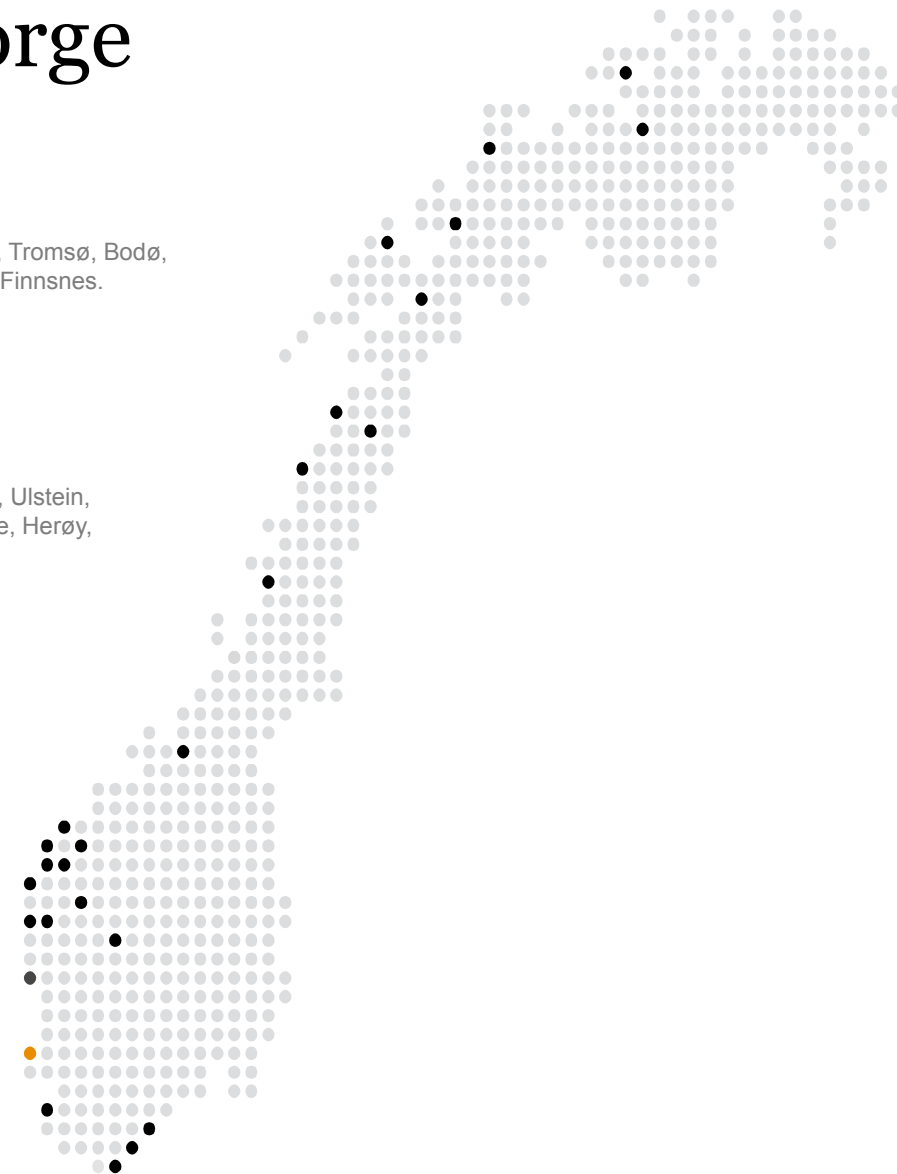 orge
, Tromsø, Bodø,
Finnsnes.
, Ulstein,
e, Herøy,